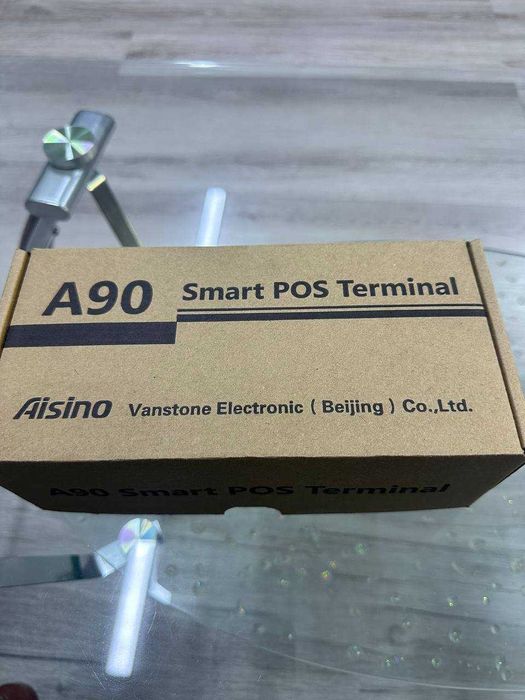 A90 Smart POS Terminal
Aisino Vanstone Electronic ( Beijing ) Co.,Ltd.
A90 Smart POS Terminal